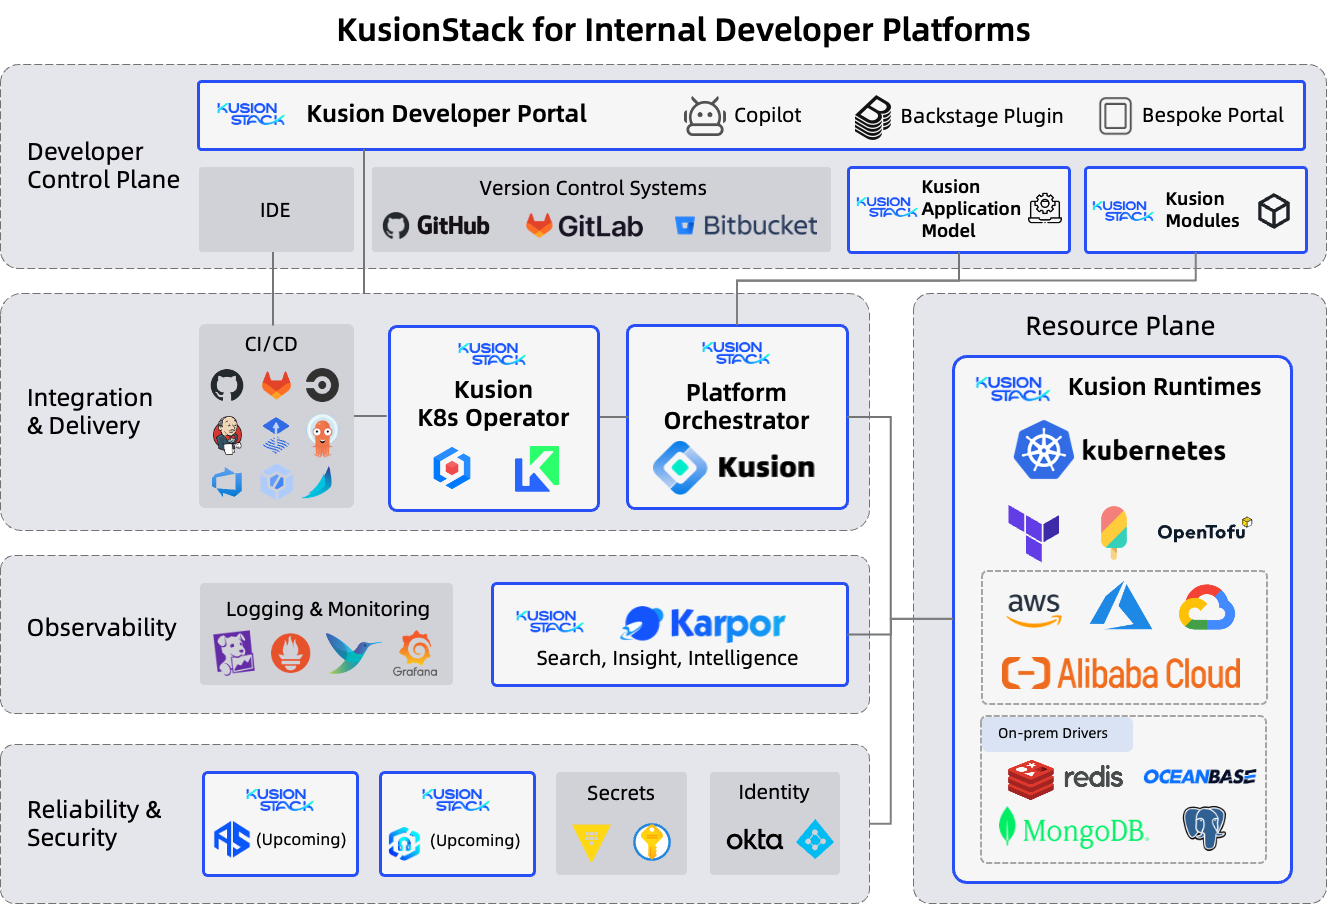 KusionStack for Internal Developer Platforms
Developer
Control Plane
KUSION
STACK
Kusion Developer Portal
Copilot
Backstage Plugin
Bespoke Portal
IDE
Version Control Systems
GitHub
GitLab
Bitbucket
KUSION
STACK
Kusion
Application
Model
KUSION
STACK
Kusion
Modules
Integration
& Delivery
CI/CD
KUSION
STACK
Kusion
K8s Operator
KUSION
STACK
Platform
Orchestrator
Kusion
Resource Plane
KUSION
STACK
Kusion Runtimes
kubernetes
OpenTofu
aws
Alibaba Cloud
On-prem Drivers
redis
OCEANBASE
MongoDB.
Observability
Logging & Monitoring
Grafana
KUSION
STACK
Karpor
Search, Insight, Intelligence
Reliability &
Security
KUSION
STACK
(Upcoming)
KUSION
STACK
(Upcoming)
Secrets
Identity
okta